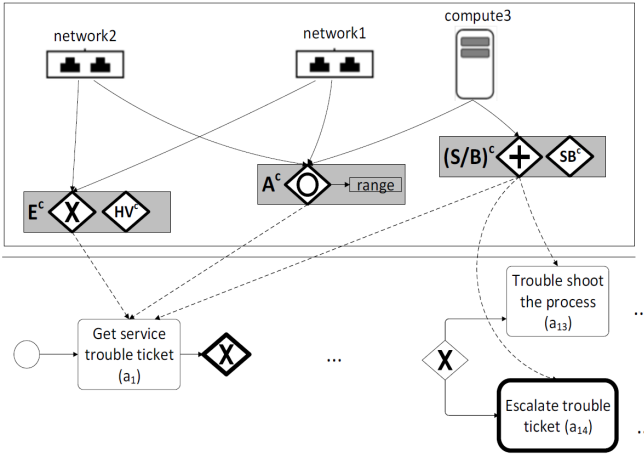 compute3
network2
network1
(S/B)ᶜ
SBᶜ
Aᶜ
range
Eᶜ
X
HVᶜ
Trouble shoot
the process
(a₁₃)
...
Get service
trouble ticket
(a₁)
X
...
X
Escalate trouble
ticket (a₁₄)
...